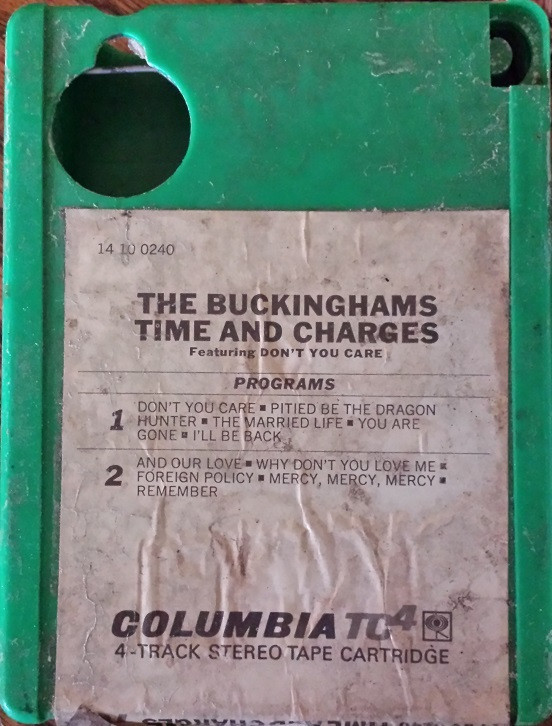 14 10 0240
THE BUCKINGHAMS
TIME AND CHARGES
Featuring DON'T YOU CARE
PROGRAMS
1 DON'T YOU CARE ▪ PITIED BE THE DRAGON
HUNTER ▪ THE MARRIED LIFE ▪ YOU ARE
GONE ▪ I'LL BE BACK
2 AND OUR LOVE ▪ WHY DON'T YOU LOVE ME ▪
FOREIGN POLICY ▪ MERCY, MERCY, MERCY ▪
REMEMBER
COLUMBIA TC4
4-TRACK STEREO TAPE CARTRIDGE